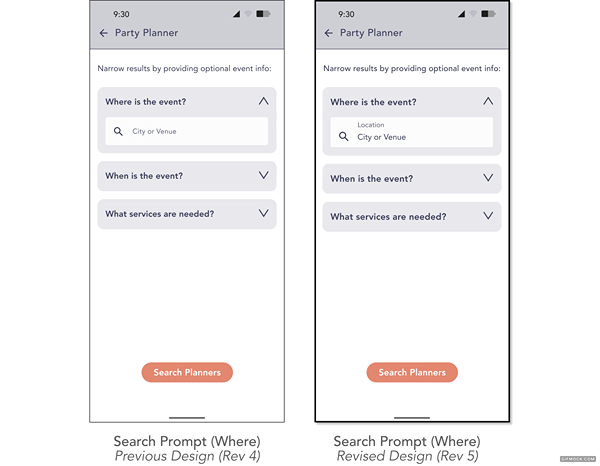 9:30
Party Planner
Narrow results by providing optional event info:
Where is the event?
City or Venue
When is the event?
What services are needed?
Search Planners
Search Prompt (Where)
Previous Design (Rev 4)
9:30
Party Planner
Narrow results by providing optional event info:
Where is the event?
Location
City or Venue
When is the event?
What services are needed?
Search Planners
Search Prompt (Where)
Revised Design (Rev 5)
GIFMOCK.COM